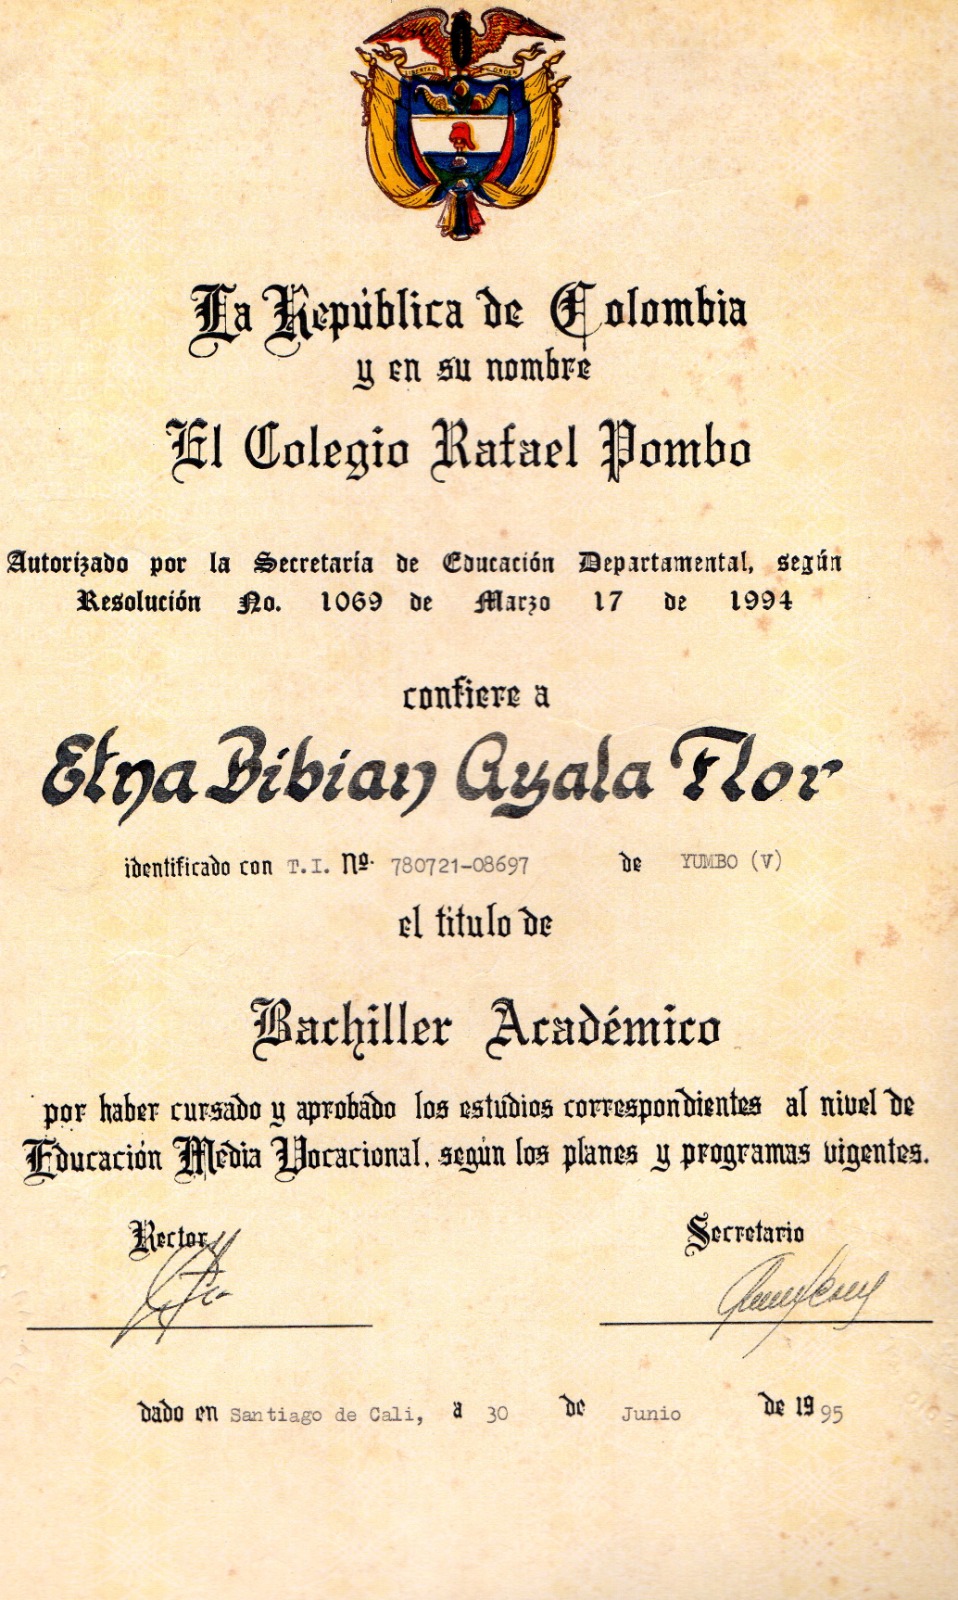 LIBERTAD Y ORDEN
La República de Colombia
y en su nombre
El Colegio Rafael Pombo
Autorizado por la Secretaría de Educación Departamental, según
Resolución No. 1069 de Marzo 17 de 1994
confiere a
Etna Bibian Ayala Flor
identificado con T.I. Nº. 780721-08697 de YUMBO (V)
el titulo de
Bachiller Académico
por haber cursado y aprobado los estudios correspondientes al nivel de
Educación Media Vocacional, según los planes y programas vigentes.
Rector Secretario
dado en Santiago de Cali, a 30 de Junio de 1995